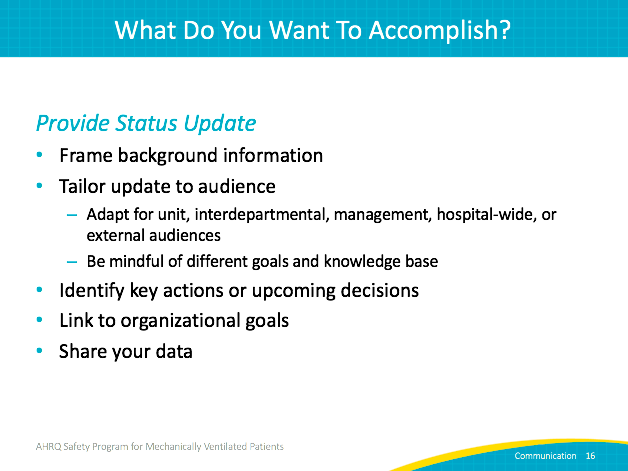 What Do You Want To Accomplish?
Provide Status Update
• Frame background information
• Tailor update to audience
– Adapt for unit, interdepartmental, management, hospital-wide, or
external audiences
– Be mindful of different goals and knowledge base
• Identify key actions or upcoming decisions
• Link to organizational goals
• Share your data
AHRQ Safety Program for Mechanically Ventilated Patients
Communication 16